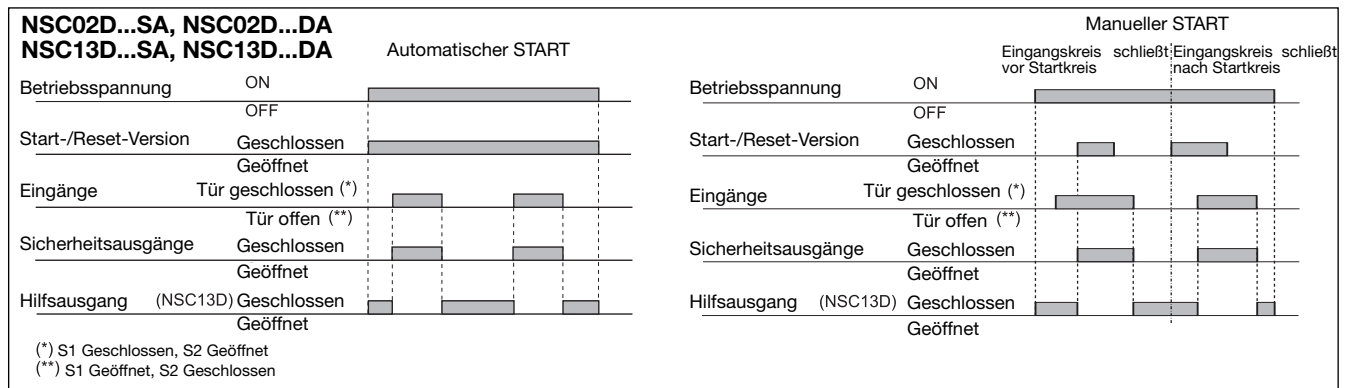 NSC02D...SA, NSC02D...DA
NSC13D...SA, NSC13D...DA
Automatischer START
Betriebsspannung ON
OFF
Start-/Reset-Version Geschlossen
Geöffnet
Eingänge Tür geschlossen (*)
Tür offen (**)
Sicherheitsausgänge Geschlossen
Geöffnet
Hilfsausgang (NSC13D) Geschlossen
Geöffnet
(*) S1 Geschlossen, S2 Geöffnet
(**) S1 Geöffnet, S2 Geschlossen
Manueller START
Eingangskreis schließt
vor Startkreis
Eingangskreis schließt
nach Startkreis
Betriebsspannung ON
OFF
Start-/Reset-Version Geschlossen
Geöffnet
Eingänge Tür geschlossen (*)
Tür offen (**)
Sicherheitsausgänge Geschlossen
Geöffnet
Hilfsausgang (NSC13D) Geschlossen
Geöffnet